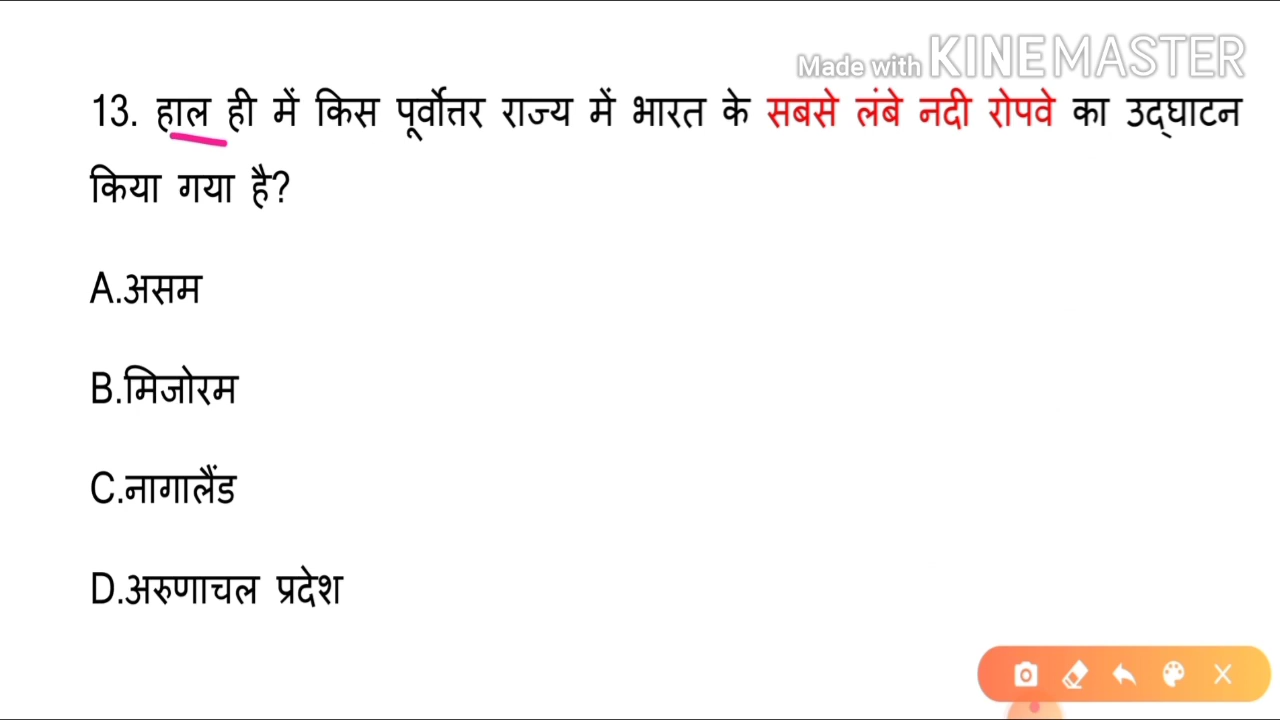 Made with KINEMASTER
13. हाल ही में किस पूर्वोत्तर राज्य में भारत के सबसे लंबे नदी रोपवे का उद्घाटन
किया गया है?
A.असम
B.मिजोरम
C.नागालैंड
D.अरुणाचल प्रदेश